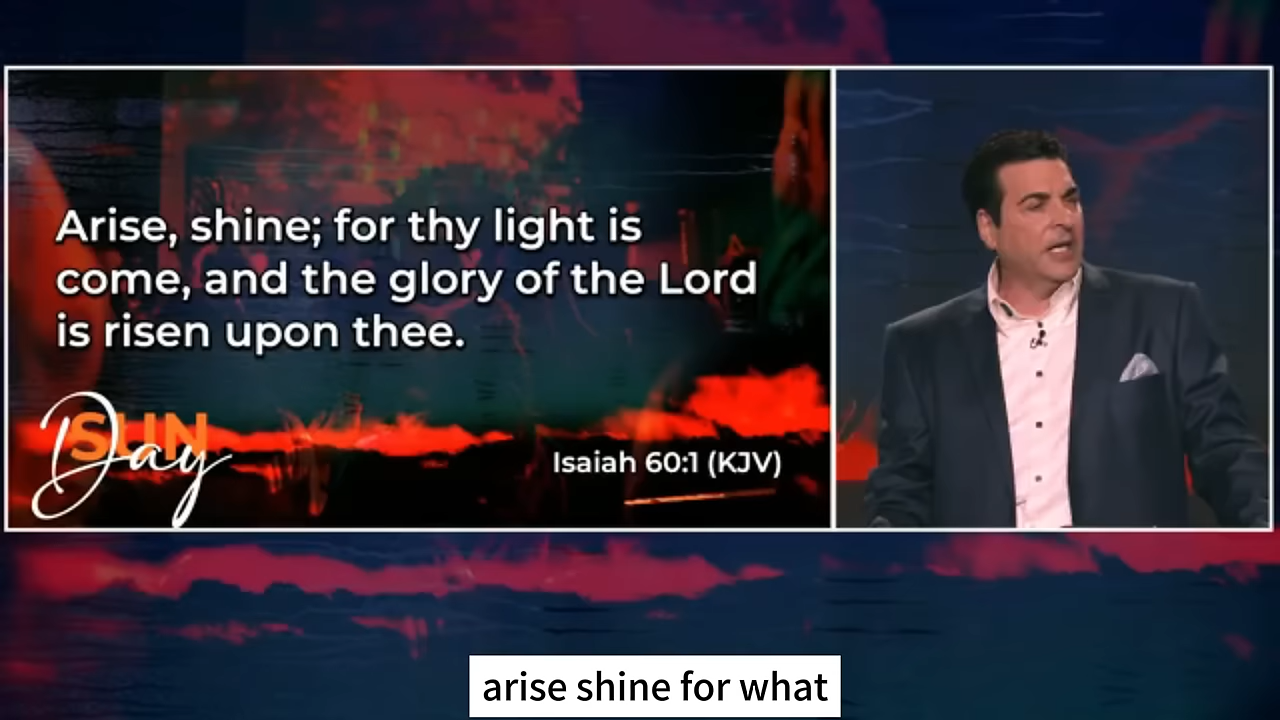 Arise, shine; for thy light is
come, and the glory of the Lord
is risen upon thee.
SUN
Day
Isaiah 60:1 (KJV)
arise shine for what